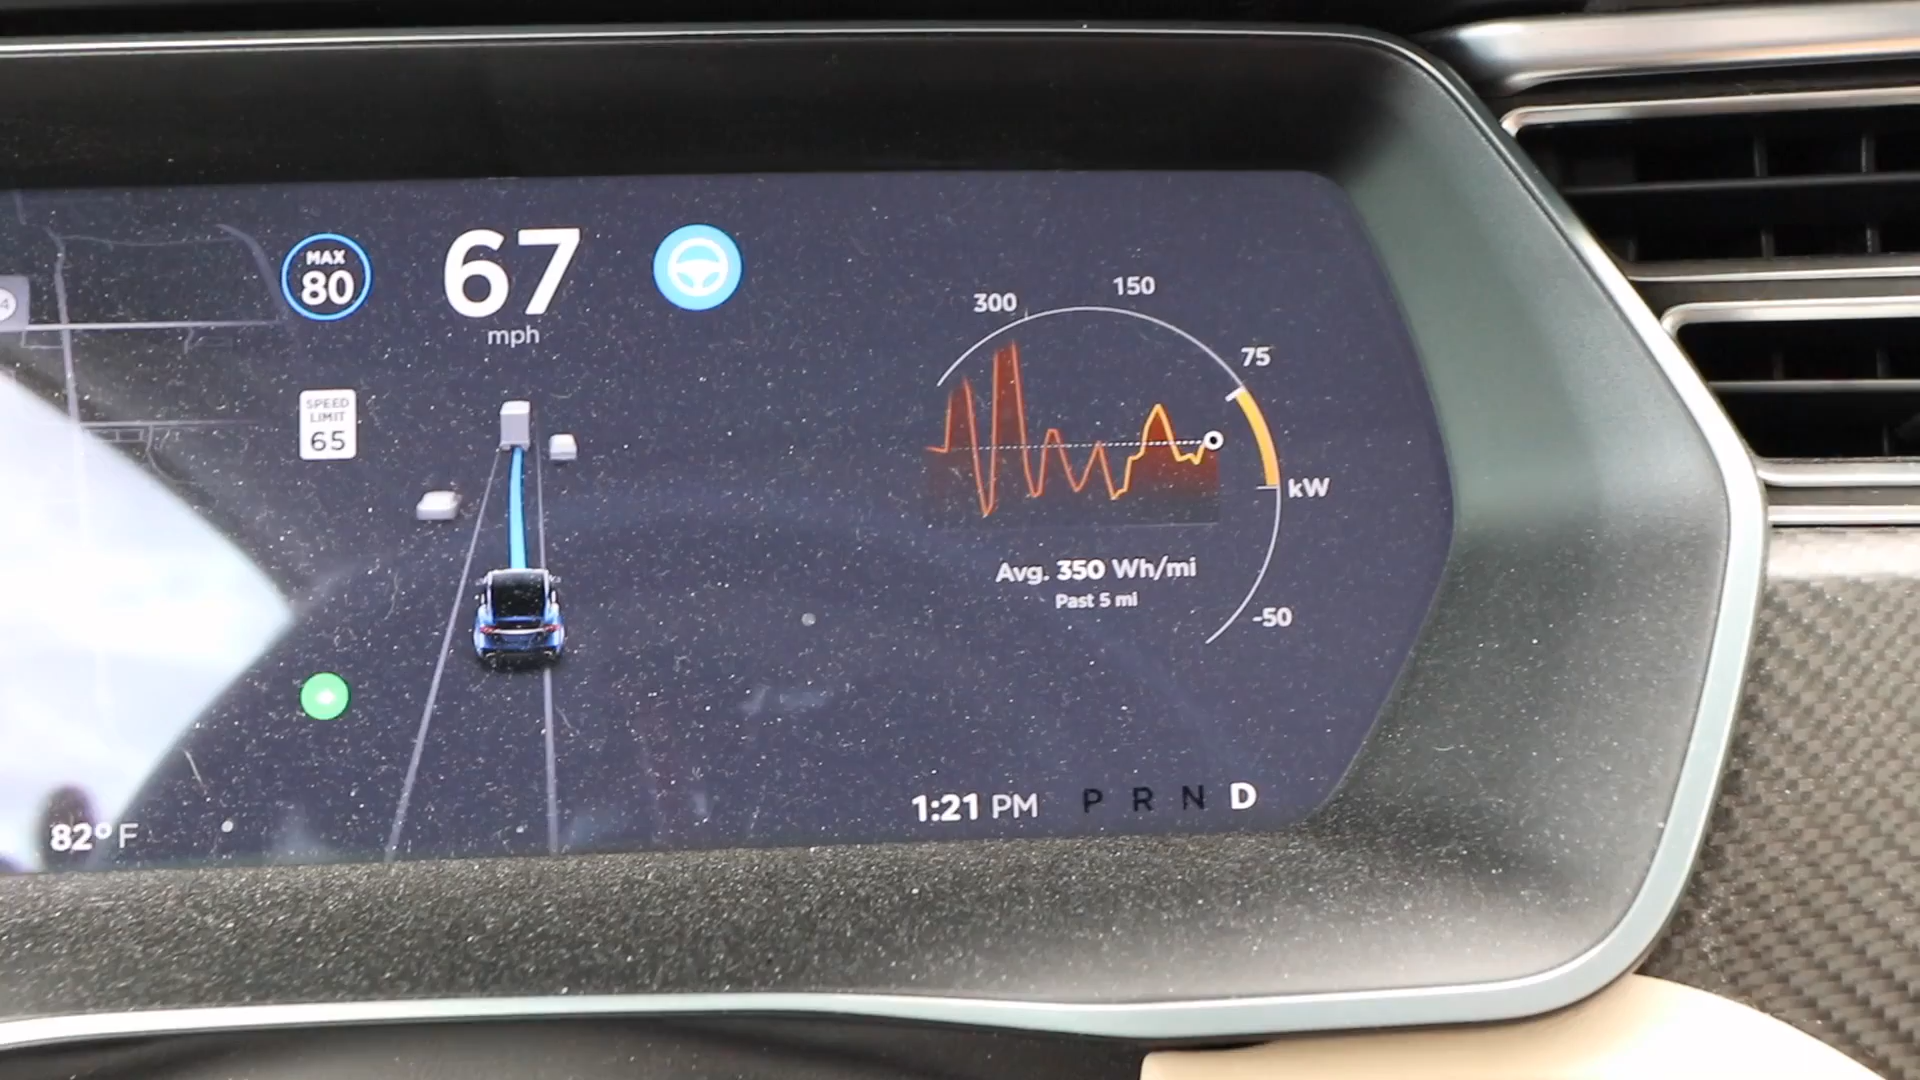 MAX
80
67
mph
SPEED
LIMIT
65
4
300
150
75
kW
-50
Avg. 350 Wh/mi
Past 5 mi
82° F
1:21 PM
P R N D